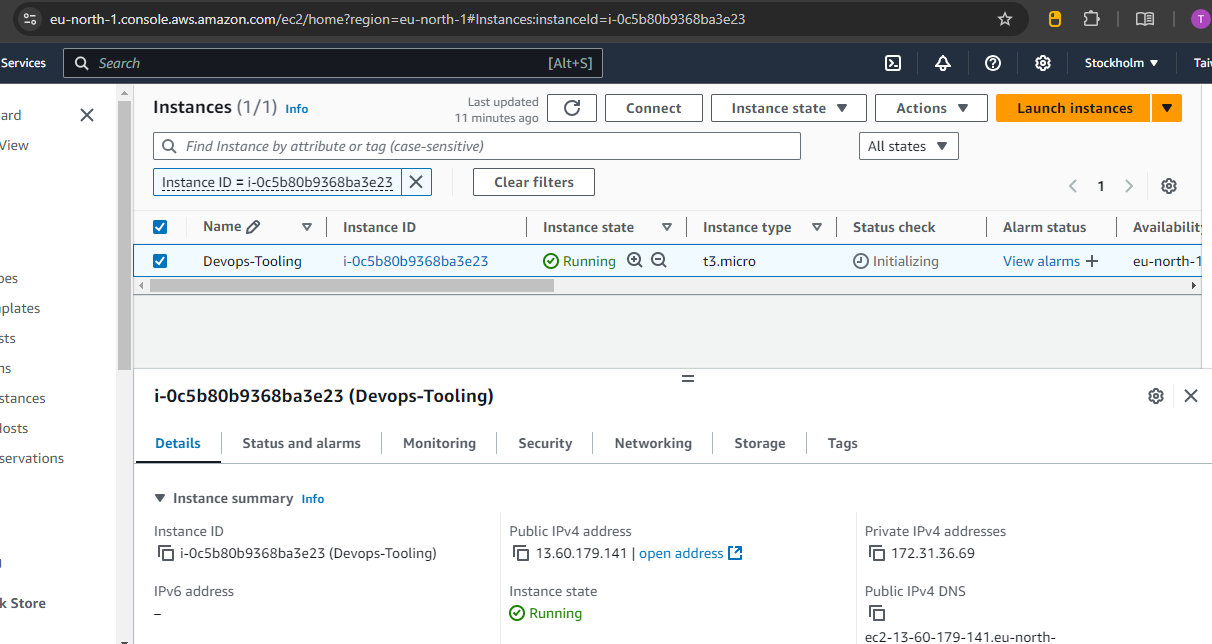 eu-north-1.console.aws.amazon.com/ec2/home?region=eu-north-1#Instances:instanceId=i-0c5b80b9368ba3e23
T
Services
Search
[Alt+S]
Stockholm
Tai
ard
View
pes
plates
sts
ns
stances
Hosts
servations
k Store
Instances (1/1) Info
Last updated
11 minutes ago
Connect
Instance state
Actions
Launch instances
Find Instance by attribute or tag (case-sensitive)
All states
Instance ID = i-0c5b80b9368ba3e23
Clear filters
1
Name
Instance ID
Instance state
Instance type
Status check
Alarm status
Availability
Devops-Tooling
i-0c5b80b9368ba3e23
Running
t3.micro
Initializing
View alarms
eu-north-1
i-0c5b80b9368ba3e23 (Devops-Tooling)
Details
Status and alarms
Monitoring
Security
Networking
Storage
Tags
Instance summary Info
Instance ID
i-0c5b80b9368ba3e23 (Devops-Tooling)
Public IPv4 address
13.60.179.141 | open address
Private IPv4 addresses
172.31.36.69
IPv6 address
–
Instance state
Running
Public IPv4 DNS
ec2-13-60-179-141.eu-north-